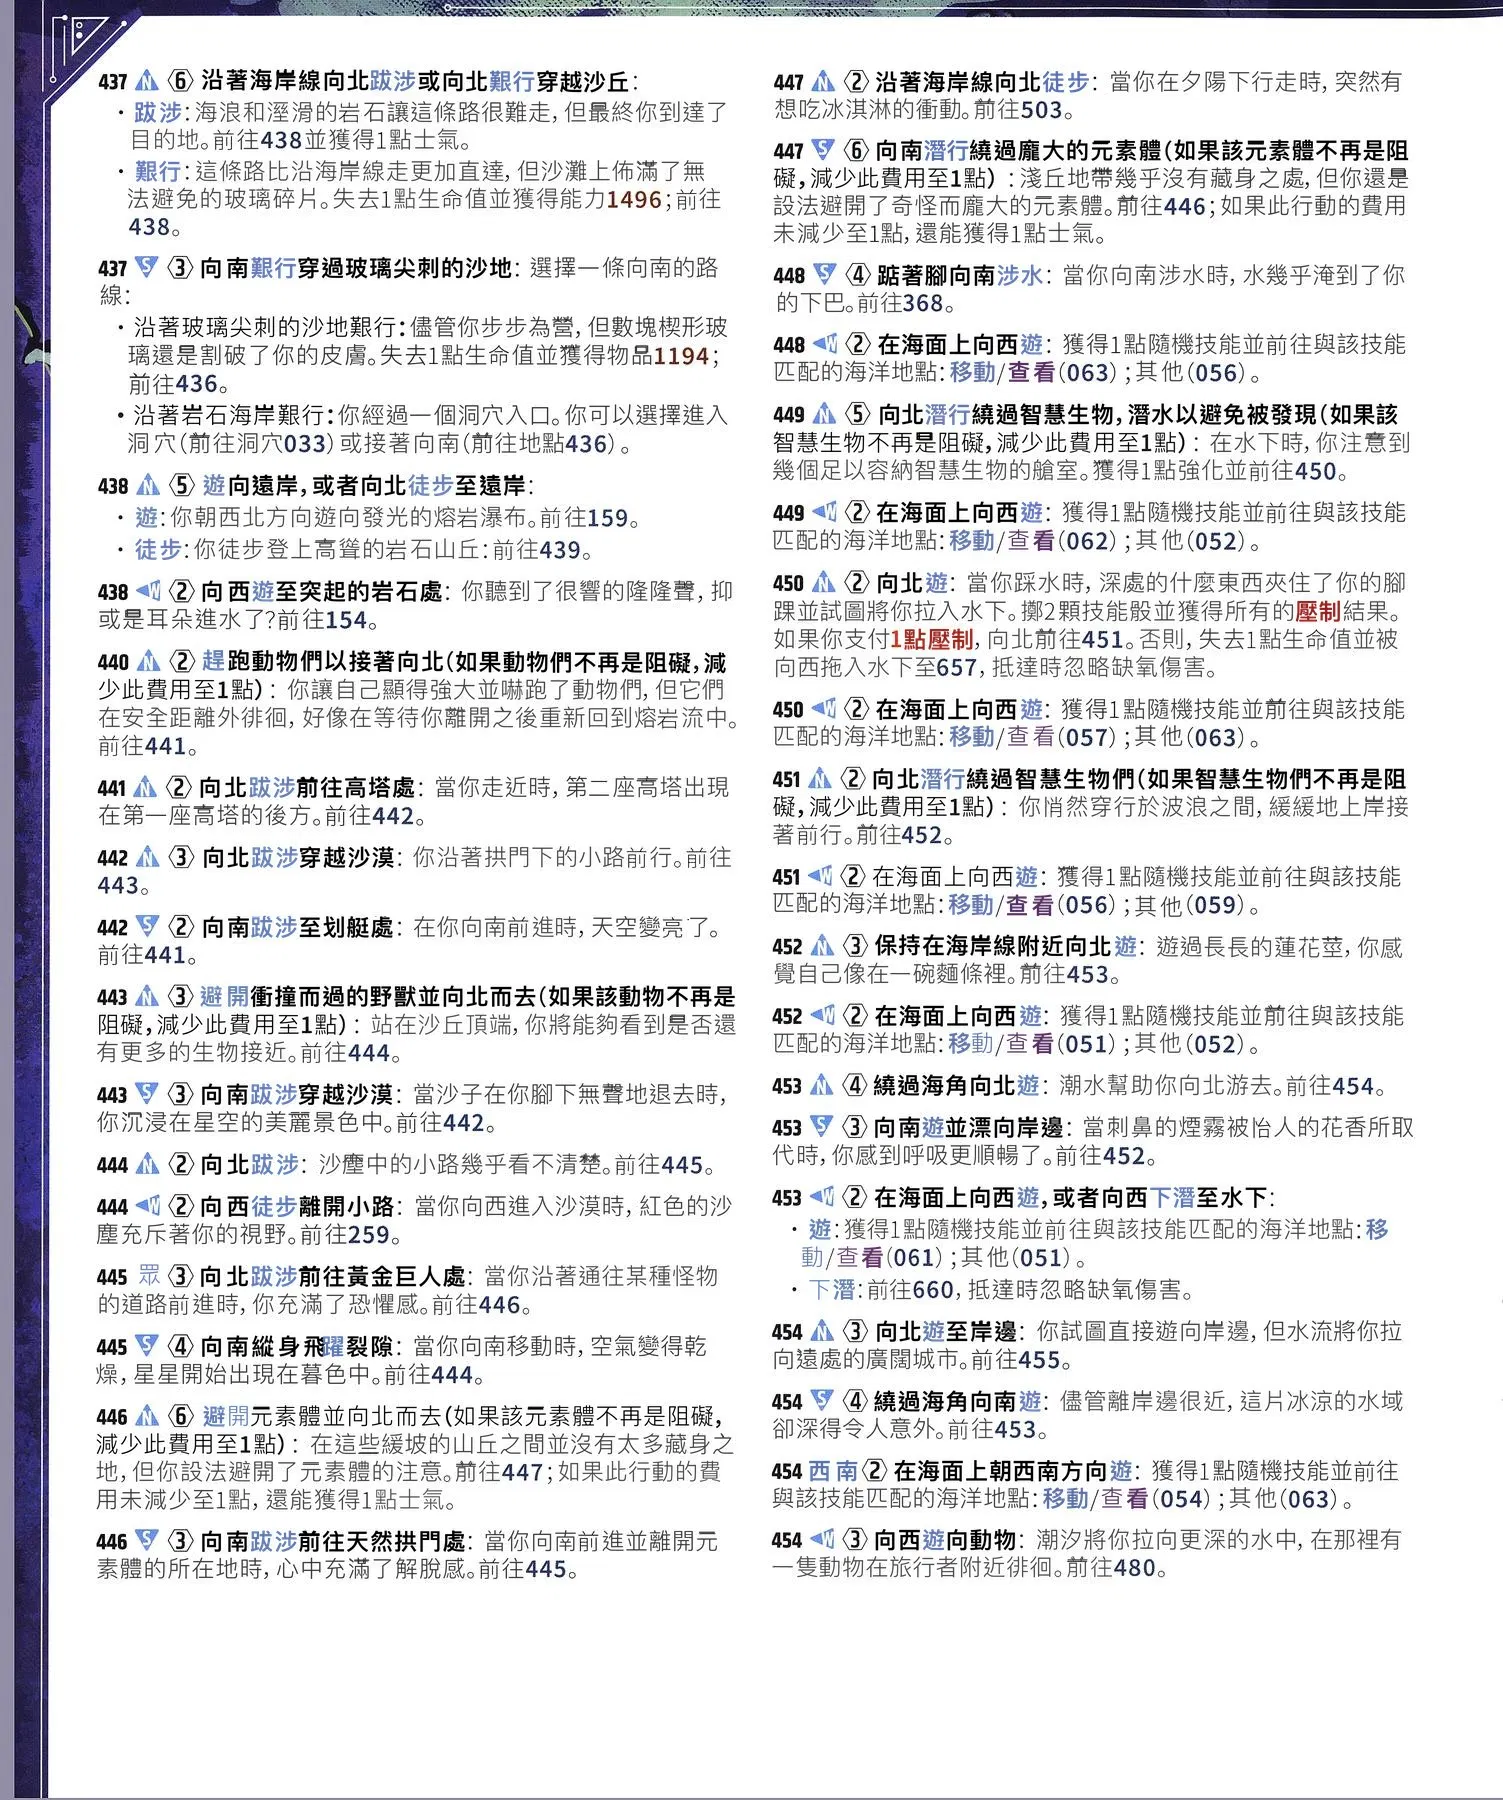 437 N ⑥ 沿著海岸線向北跋涉或向北艱行穿越沙丘：
・跋涉：海浪和溼滑的岩石讓這條路很難走，但最終你到達了
目的地。前往438並獲得1點士氣。
・艱行：這條路比沿海岸線走更加直達，但沙灘上佈滿了無
法避免的玻璃碎片。失去1點生命值並獲得能力1496；前往
438。
437 S ③ 向南艱行穿過玻璃尖刺的沙地：選擇一條向南的路
線：
・沿著玻璃尖刺的沙地艱行：儘管你步步為營，但數塊楔形玻
璃還是割破了你的皮膚。失去1點生命值並獲得物品1194；
前往436。
・沿著岩石海岸艱行：你經過一個洞穴入口。你可以選擇進入
洞穴（前往洞穴033）或接著向南（前往地點436）。
438 N ⑤ 遊向遠岸，或者向北徒步至遠岸：
・遊：你朝西北方向遊向發光的熔岩瀑布。前往159。
・徒步：你徒步登上高聳的岩石山丘：前往439。
438 W ② 向西遊至突起的岩石處：你聽到了很響的隆隆聲，抑
或是耳朵進水了？前往154。
440 N ② 趕跑動物們以接著向北（如果動物們不再是阻礙，減
少此費用至1點）：你讓自己顯得強大並嚇跑了動物們，但它們
在安全距離外徘徊，好像在等待你離開之後重新回到熔岩流中。
前往441。
441 N ② 向北跋涉前往高塔處：當你走近時，第二座高塔出現
在第一座高塔的後方。前往442。
442 N ③ 向北跋涉穿越沙漠：你沿著拱門下的小路前行。前往
443。
442 S ② 向南跋涉至划艇處：在你向南前進時，天空變亮了。
前往441。
443 N ③ 避開衝撞而過的野獸並向北而去（如果該動物不再是
阻礙，減少此費用至1點）：站在沙丘頂端，你將能夠看到是否還
有更多的生物接近。前往444。
443 S ③ 向南跋涉穿越沙漠：當沙子在你腳下無聲地退去時，
你沉浸在星空的美麗景色中。前往442。
444 N ② 向北跋涉：沙塵中的小路幾乎看不清楚。前往445。
444 W ② 向西徒步離開小路：當你向西進入沙漠時，紅色的沙
塵充斥著你的視野。前往259。
445 眾 ③ 向北跋涉前往黃金巨人處：當你沿著通往某種怪物
的道路前進時，你充滿了恐懼感。前往446。
445 S ④ 向南縱身飛躍裂隙：當你向南移動時，空氣變得乾
燥，星星開始出現在暮色中。前往444。
446 N ⑥ 避開元素體並向北而去（如果該元素體不再是阻礙，
減少此費用至1點）：在這些緩坡的山丘之間並沒有太多藏身之
地，但你設法避開了元素體的注意。前往447；如果此行動的費
用未減少至1點，還能獲得1點士氣。
446 S ③ 向南跋涉前往天然拱門處：當你向南前進並離開元
素體的所在地時，心中充滿了解脫感。前往445。
447 N ② 沿著海岸線向北徒步：當你在夕陽下行走時，突然有
想吃冰淇淋的衝動。前往503。
447 S ⑥ 向南潛行繞過龐大的元素體（如果該元素體不再是阻
礙，減少此費用至1點）：淺丘地帶幾乎沒有藏身之處，但你還是
設法避開了奇怪而龐大的元素體。前往446；如果此行動的費用
未減少至1點，還能獲得1點士氣。
448 S ④ 踮著腳向南涉水：當你向南涉水時，水幾乎淹到了你
的下巴。前往368。
448 W ② 在海面上向西遊：獲得1點隨機技能並前往與該技能
匹配的海洋地點：移動/查看（063）；其他（056）。
449 N ⑤ 向北潛行繞過智慧生物，潛水以避免被發現（如果該
智慧生物不再是阻礙，減少此費用至1點）：在水下時，你注意到
幾個足以容納智慧生物的艙室。獲得1點強化並前往450。
449 W ② 在海面上向西遊：獲得1點隨機技能並前往與該技能
匹配的海洋地點：移動/查看（062）；其他（052）。
450 N ② 向北遊：當你踩水時，深處的什麼東西夾住了你的腳
踝並試圖將你拉入水下。擲2顆技能骰並獲得所有的壓制結果。
如果你支付1點壓制，向北前往451。否則，失去1點生命值並被
向西拖入水下至657，抵達時忽略缺氧傷害。
450 W ② 在海面上向西遊：獲得1點隨機技能並前往與該技能
匹配的海洋地點：移動/查看（057）；其他（063）。
451 N ② 向北潛行繞過智慧生物們（如果智慧生物們不再是阻
礙，減少此費用至1點）：你悄然穿行於波浪之間，緩緩地上岸接
著前行。前往452。
451 W ② 在海面上向西遊：獲得1點隨機技能並前往與該技能
匹配的海洋地點：移動/查看（056）；其他（059）。
452 N ③ 保持在海岸線附近向北遊：遊過長長的蓮花莖，你感
覺自己像在一碗麵條裡。前往453。
452 W ② 在海面上向西遊：獲得1點隨機技能並前往與該技能
匹配的海洋地點：移動/查看（051）；其他（052）。
453 N ④ 繞過海角向北遊：潮水幫助你向北游去。前往454。
453 S ③ 向南遊並漂向岸邊：當刺鼻的煙霧被怡人的花香所取
代時，你感到呼吸更順暢了。前往452。
453 W ② 在海面上向西遊，或者向西下潛至水下：
・遊：獲得1點隨機技能並前往與該技能匹配的海洋地點：移
動/查看（061）；其他（051）。
・下潛：前往660，抵達時忽略缺氧傷害。
454 N ③ 向北遊至岸邊：你試圖直接遊向岸邊，但水流將你拉
向遠處的廣闊城市。前往455。
454 S ④ 繞過海角向南遊：儘管離岸邊很近，這片冰涼的水域
卻深得令人意外。前往453。
454 西南② 在海面上朝西南方向遊：獲得1點隨機技能並前往
與該技能匹配的海洋地點：移動/查看（054）；其他（063）。
454 W ③ 向西遊向動物：潮汐將你拉向更深的水中，在那裡有
一隻動物在旅行者附近徘徊。前往480。